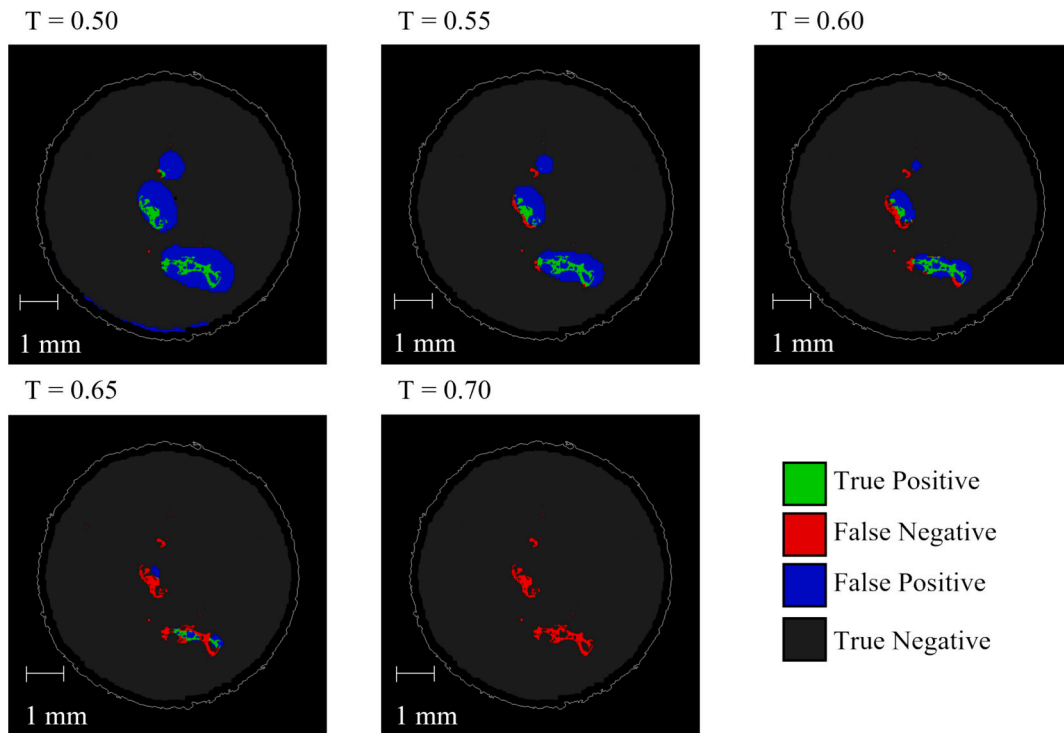 T = 0.50
T = 0.55
T = 0.60
1 mm
1 mm
1 mm
T = 0.65
T = 0.70
1 mm
1 mm
True Positive
False Negative
False Positive
True Negative